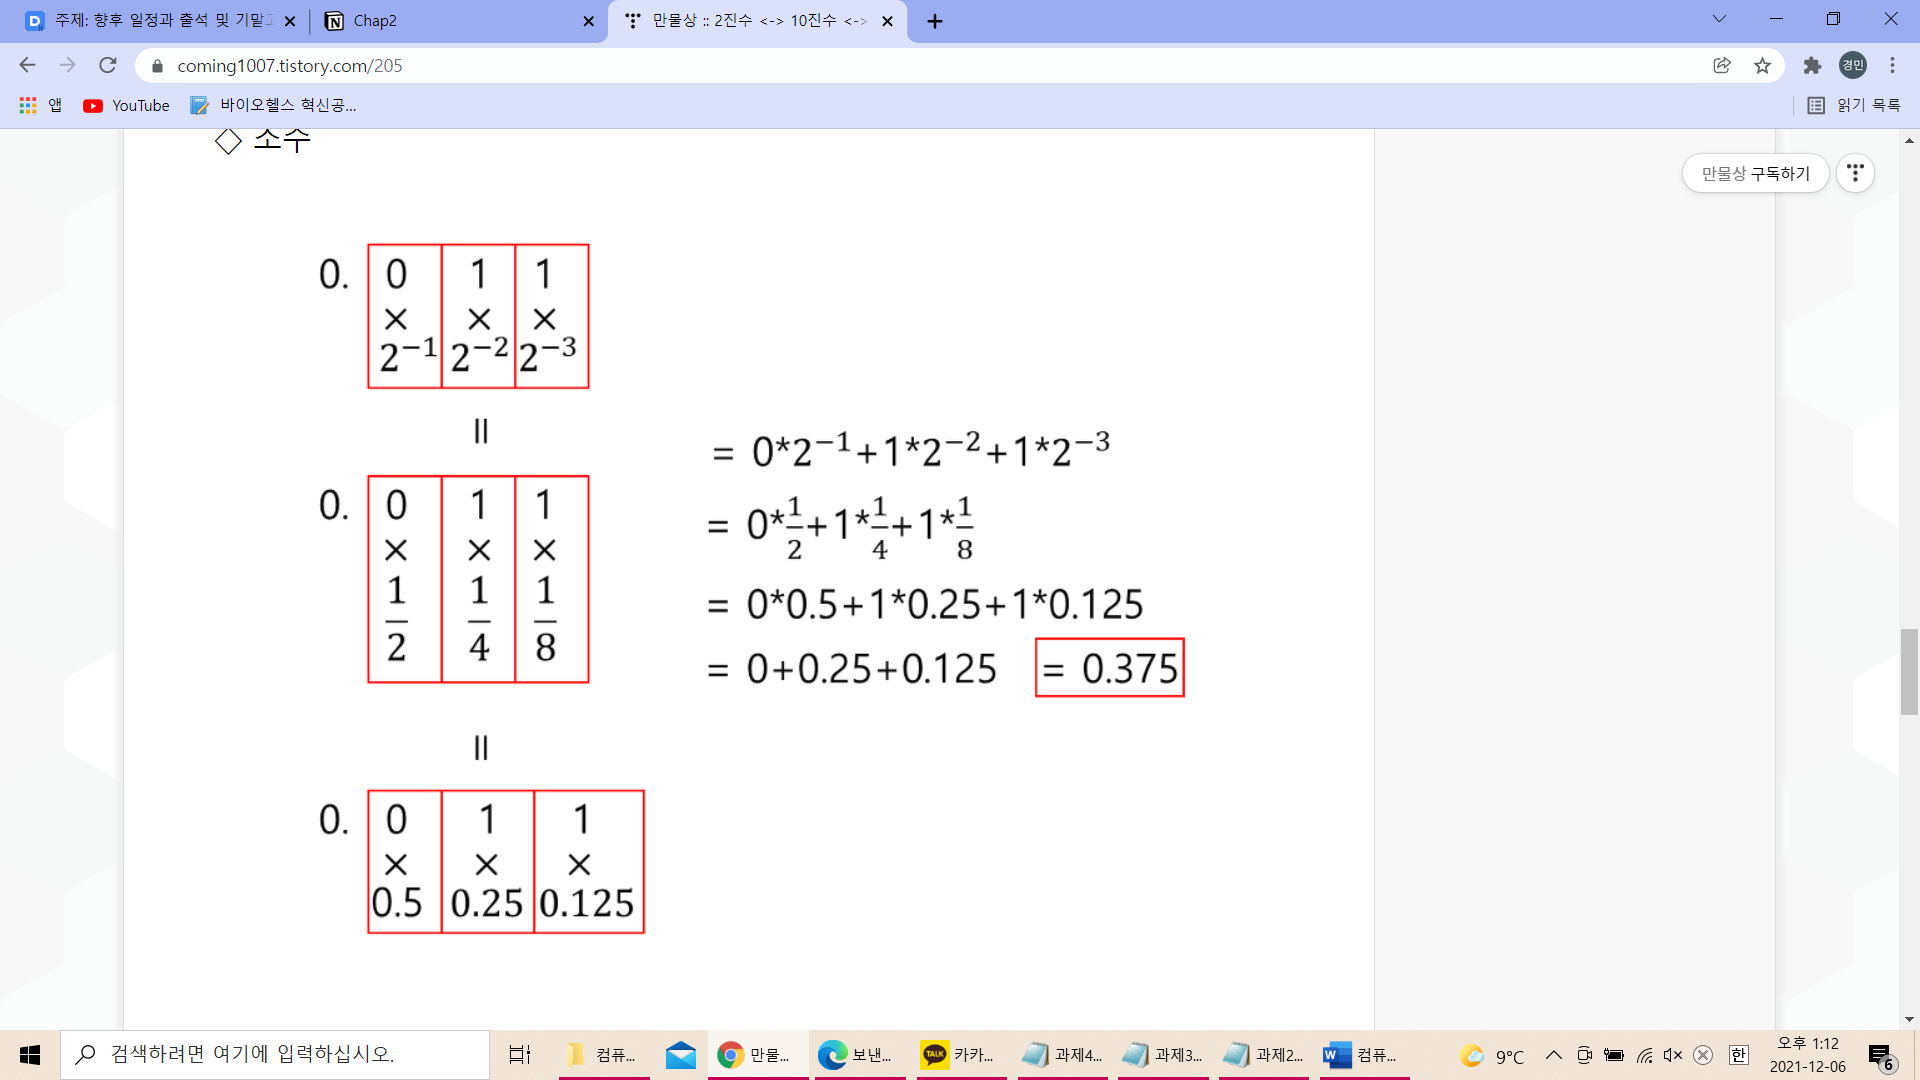 주제: 향후 일정과 출석 및 기말고
Chap2
만물상 :: 2진수 <-> 10진수 <->
coming1007.tistory.com/205
경민
앱
YouTube
바이오헬스 혁신공...
읽기 목록
◇ 소수
만물상 구독하기
0. 0 1 1
× × ×
2⁻¹ 2⁻² 2⁻³
=
= 0*2⁻¹+1*2⁻²+1*2⁻³
0. 0 1 1
× × ×
1/2 1/4 1/8
= 0*1/2+1*1/4+1*1/8
= 0*0.5+1*0.25+1*0.125
= 0+0.25+0.125 = 0.375
=
0. 0 1 1
× × ×
0.5 0.25 0.125
검색하려면 여기에 입력하십시오.
컴퓨...
만물...
보낸...
TALK
카카...
과제4...
과제3...
과제2...
컴퓨...
9°C
한
오후 1:12
2021-12-06
6